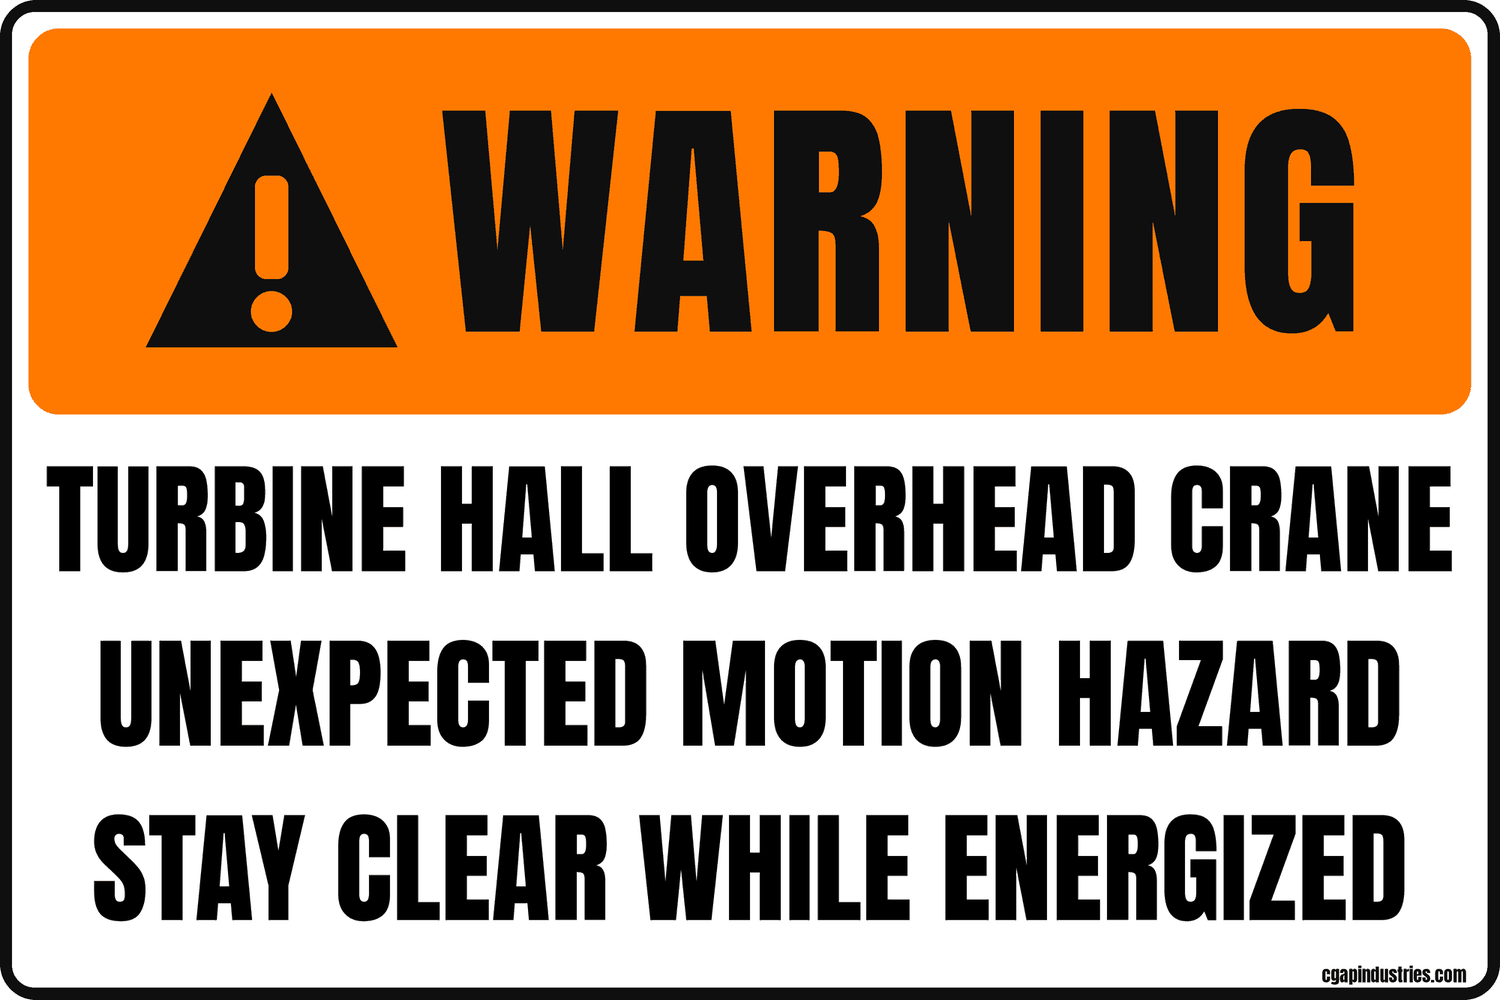 WARNING
TURBINE HALL OVERHEAD CRANE
UNEXPECTED MOTION HAZARD
STAY CLEAR WHILE ENERGIZED
cgapindustries.com